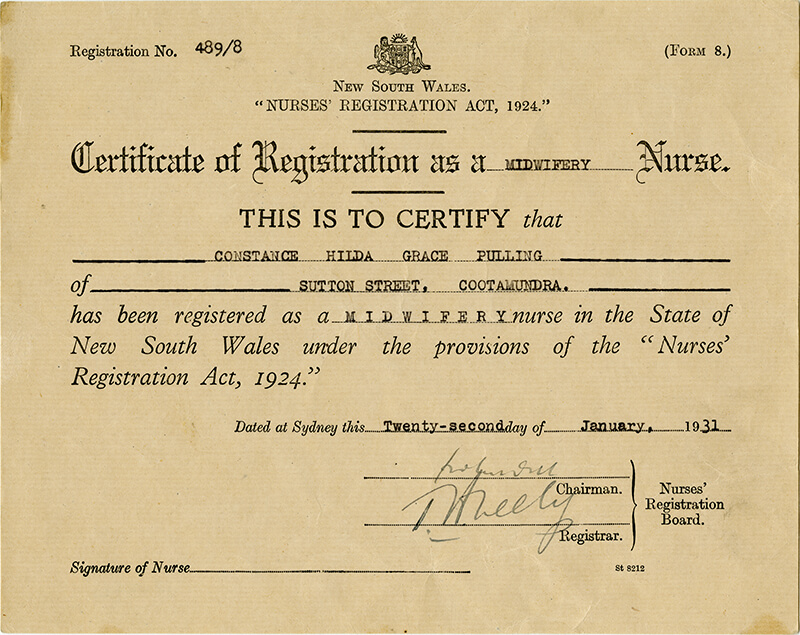 Registration No. 489/8
(FORM 8.)
NEW SOUTH WALES.
"NURSES' REGISTRATION ACT, 1924."
Certificate of Registration as a MIDWIFERY Nurse.
THIS IS TO CERTIFY that
CONSTANCE HILDA GRACE PULLING
of SUTTON STREET, COOTAMUNDRA.
has been registered as a MIDWIFERY nurse in the State of
New South Wales under the provisions of the "Nurses'
Registration Act, 1924."
Dated at Sydney this Twenty-second day of January, 1931
Chairman.
Registrar.
Nurses'
Registration
Board.
Signature of Nurse
St 8212